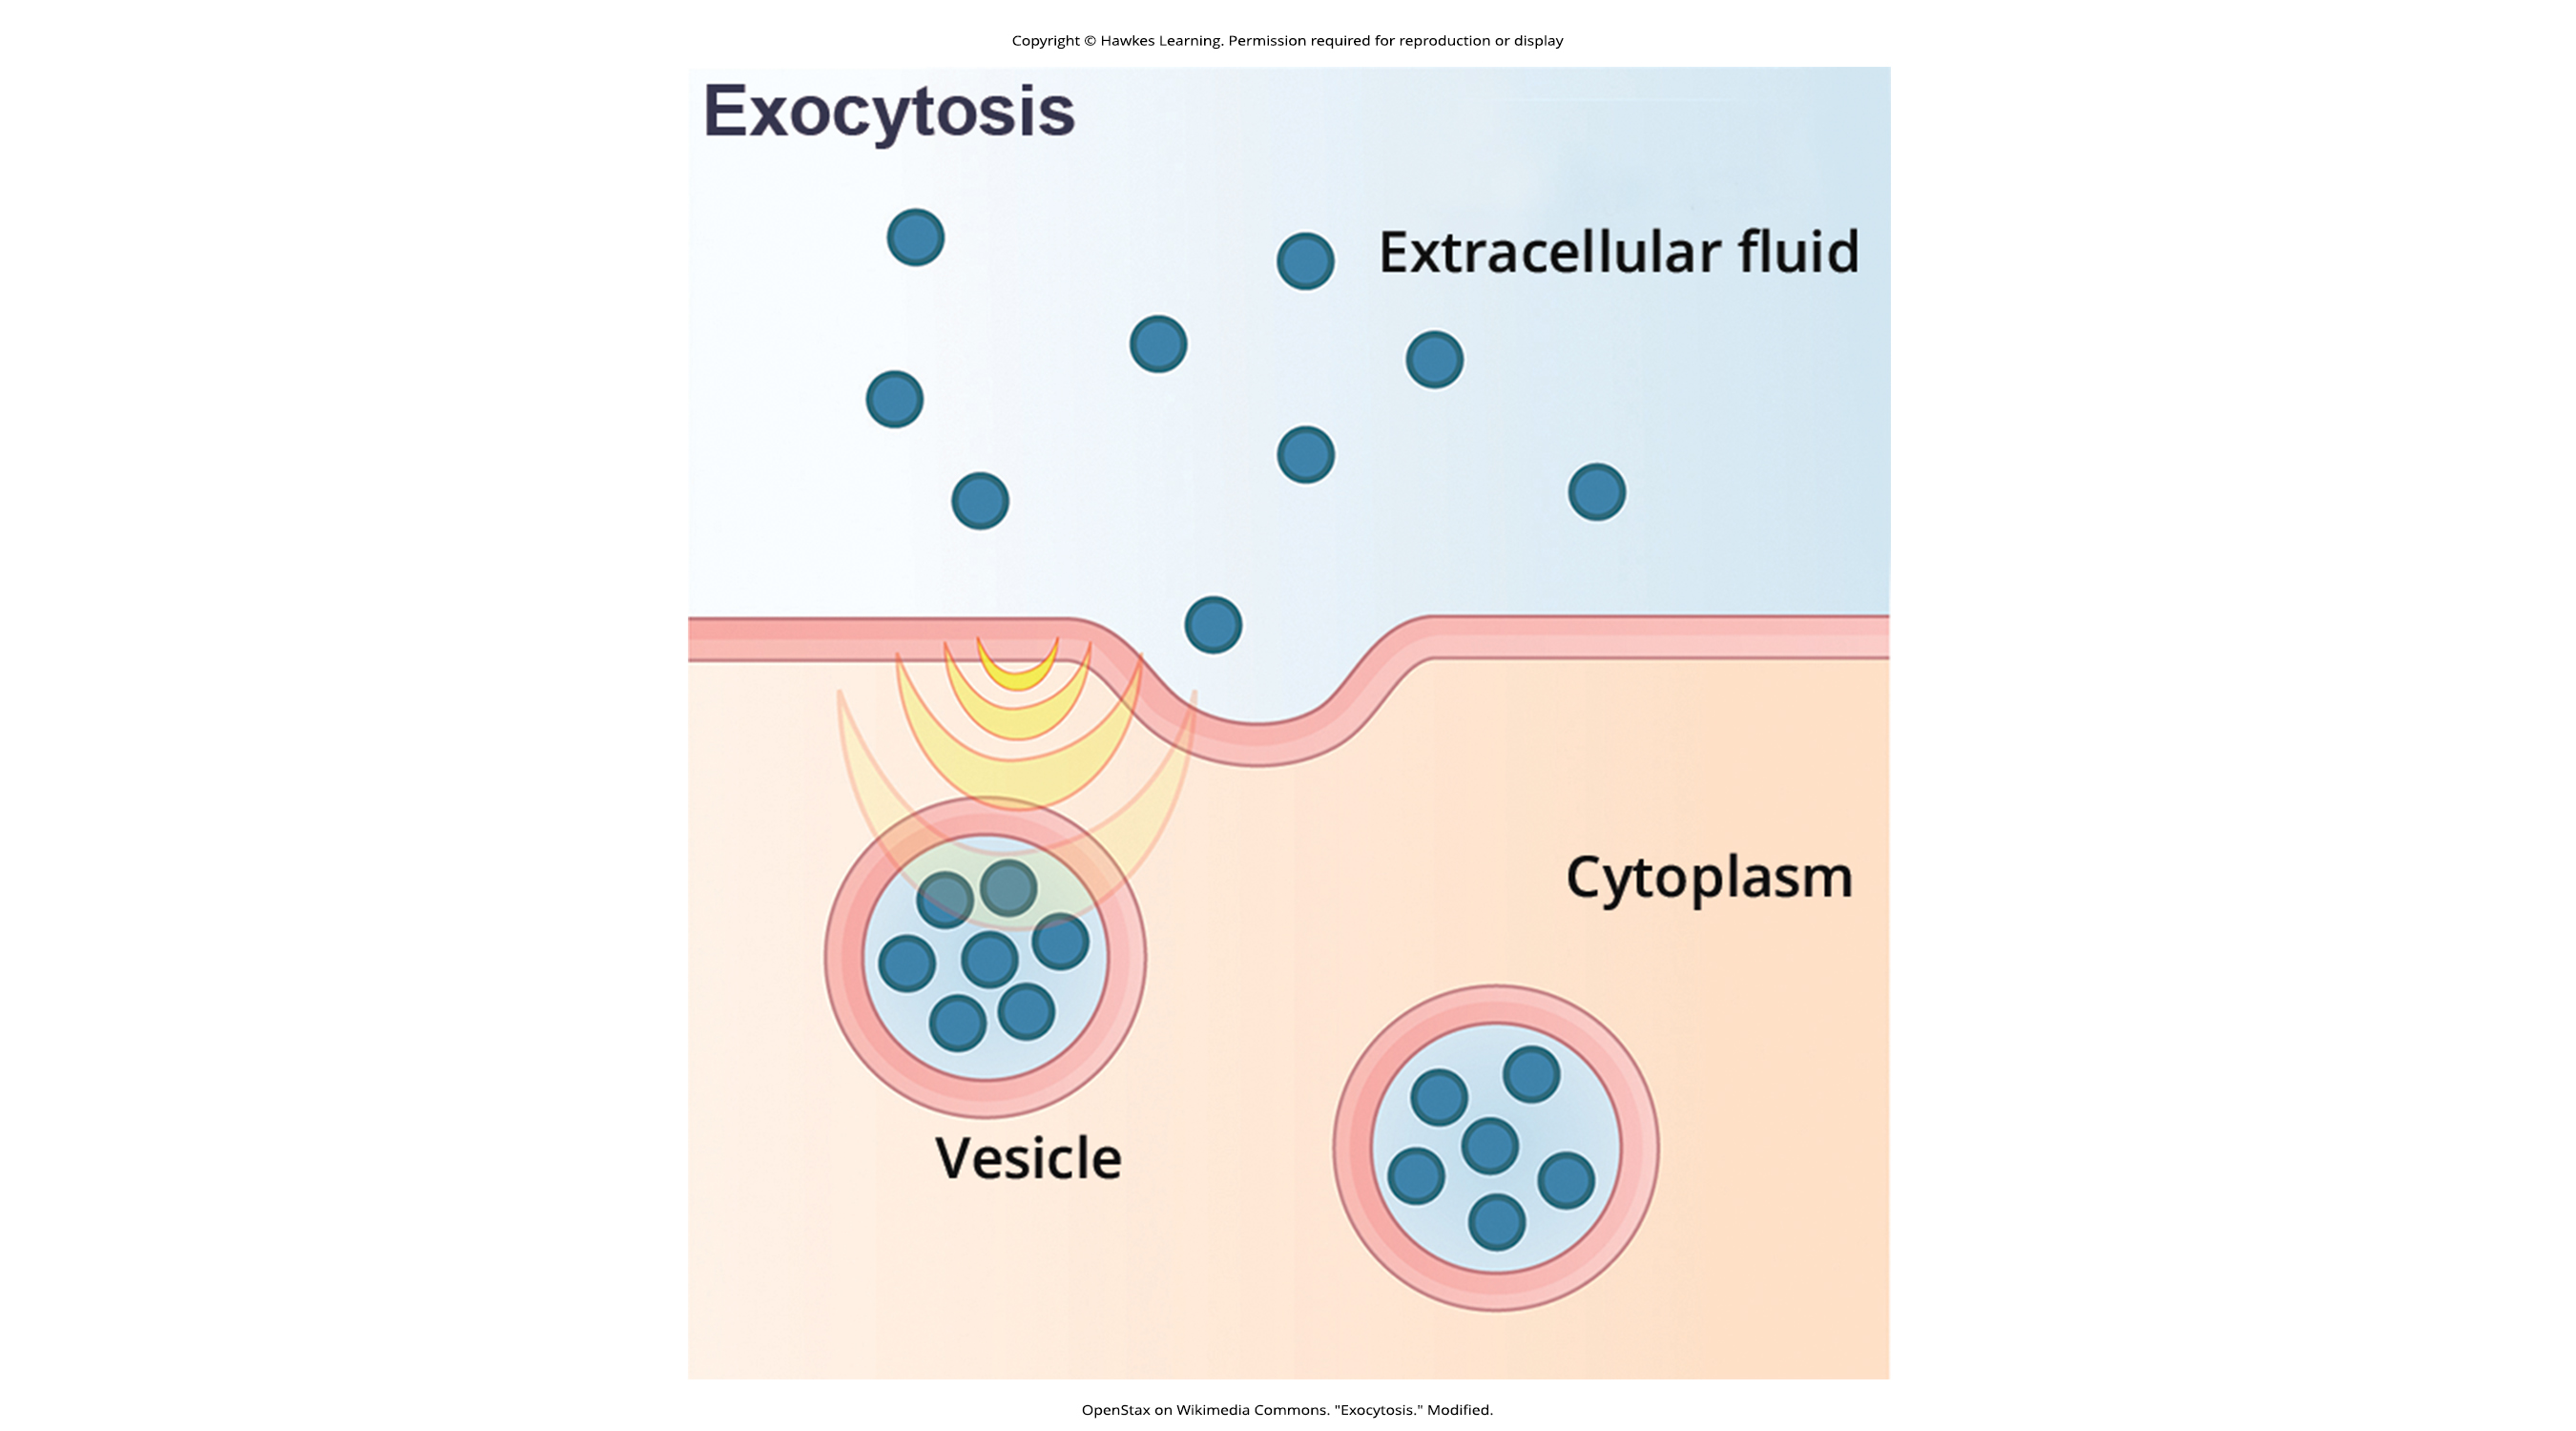 Copyright © Hawkes Learning. Permission required for reproduction or display
Exocytosis
Extracellular fluid
Cytoplasm
Vesicle
OpenStax on Wikimedia Commons. "Exocytosis." Modified.